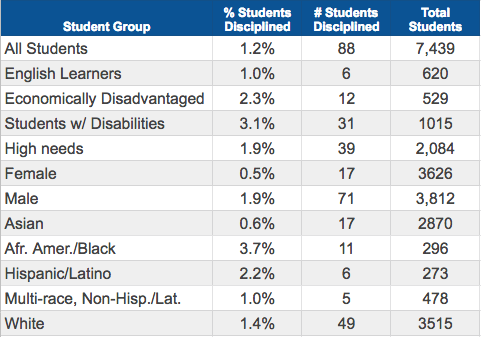 Student Group % Students Disciplined # Students Disciplined Total Students
All Students 1.2% 88 7,439
English Learners 1.0% 6 620
Economically Disadvantaged 2.3% 12 529
Students w/ Disabilities 3.1% 31 1015
High needs 1.9% 39 2,084
Female 0.5% 17 3626
Male 1.9% 71 3,812
Asian 0.6% 17 2870
Afr. Amer./Black 3.7% 11 296
Hispanic/Latino 2.2% 6 273
Multi-race, Non-Hisp./Lat. 1.0% 5 478
White 1.4% 49 3515